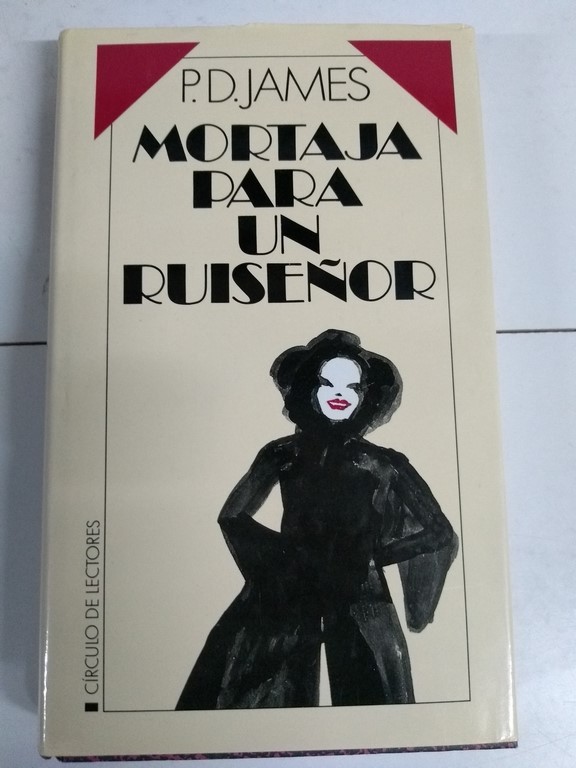 P.D.JAMES
MORTAJA
PARA
UN
RUISEÑOR
CÍRCULO DE LECTORES